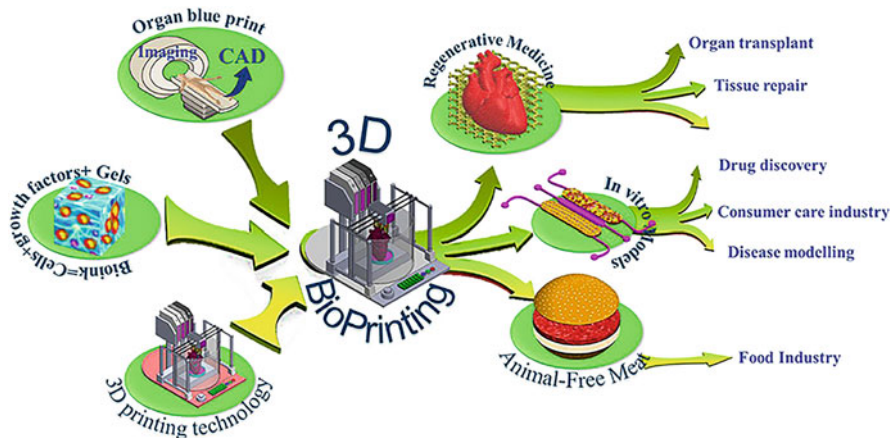 Organ blue print
Imaging
CAD
Bioink=Cells+growth factors+ Gels
3D printing technology
3D
BioPrinting
Regenerative Medicine
Organ transplant
Tissue repair
In vitro Models
Drug discovery
Consumer care industry
Disease modelling
Animal-Free Meat
Food Industry